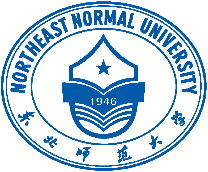 NORTHEAST NORMAL UNIVERSITY
1946
东北师范大学